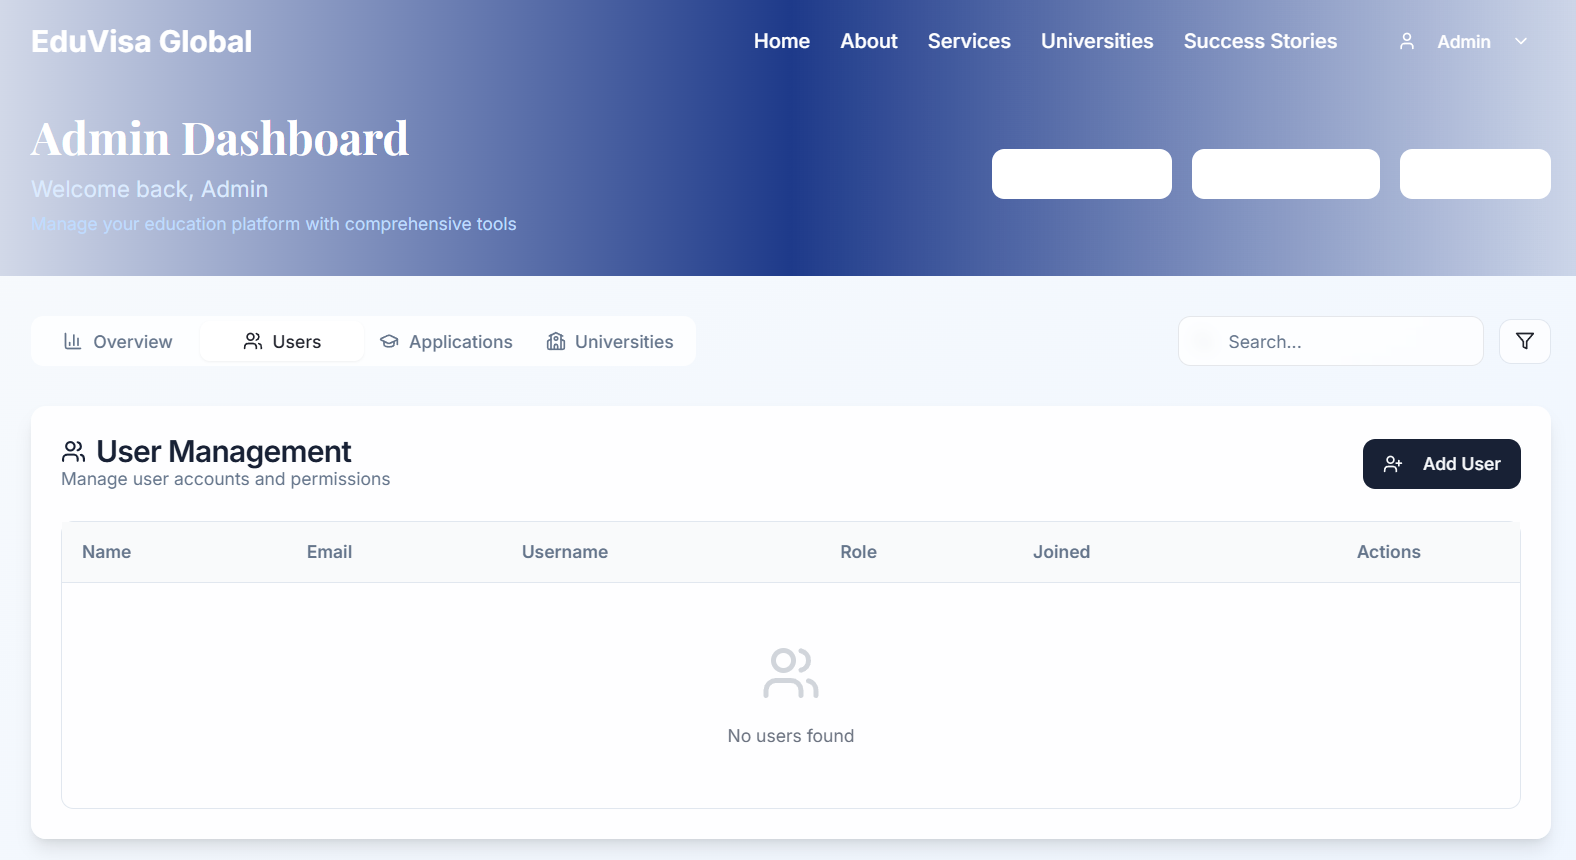 EduVisa Global
Home About Services Universities Success Stories Admin
Admin Dashboard
Welcome back, Admin
Manage your education platform with comprehensive tools
Overview Users Applications Universities
Search...
User Management
Manage user accounts and permissions
Add User
Name Email Username Role Joined Actions
No users found